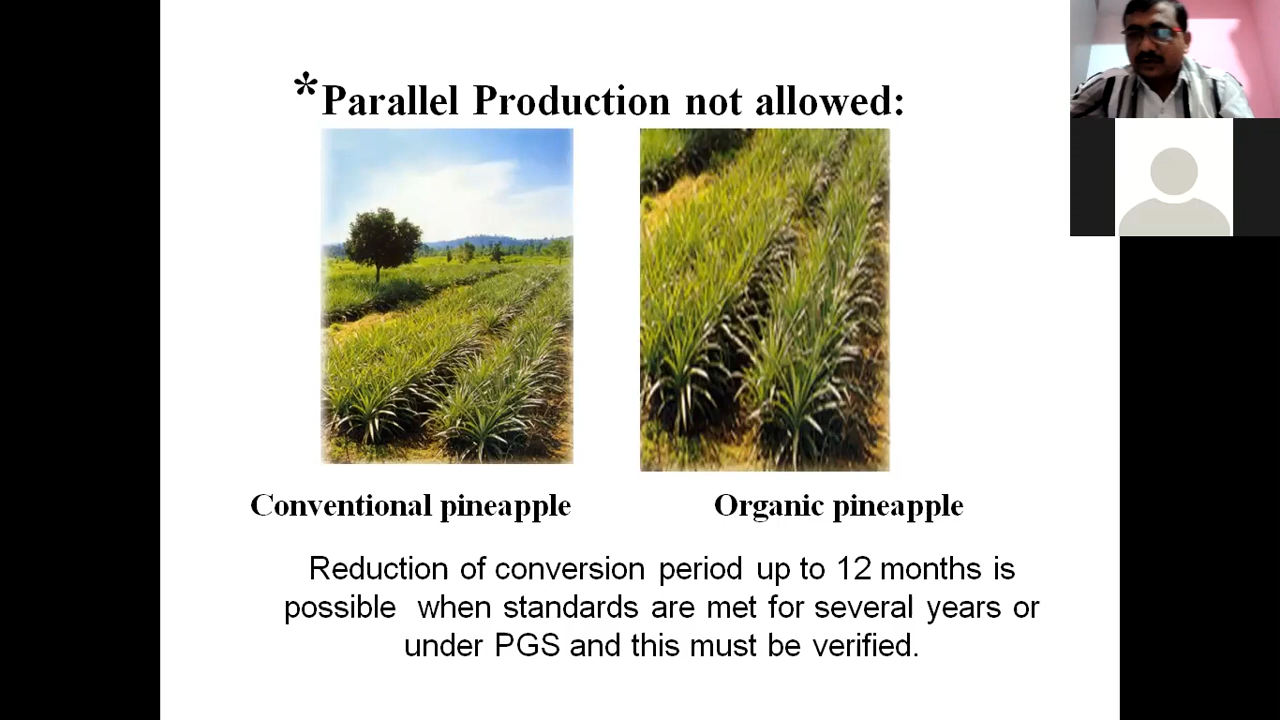 *Parallel Production not allowed:
Conventional pineapple
Organic pineapple
Reduction of conversion period up to 12 months is
possible when standards are met for several years or
under PGS and this must be verified.